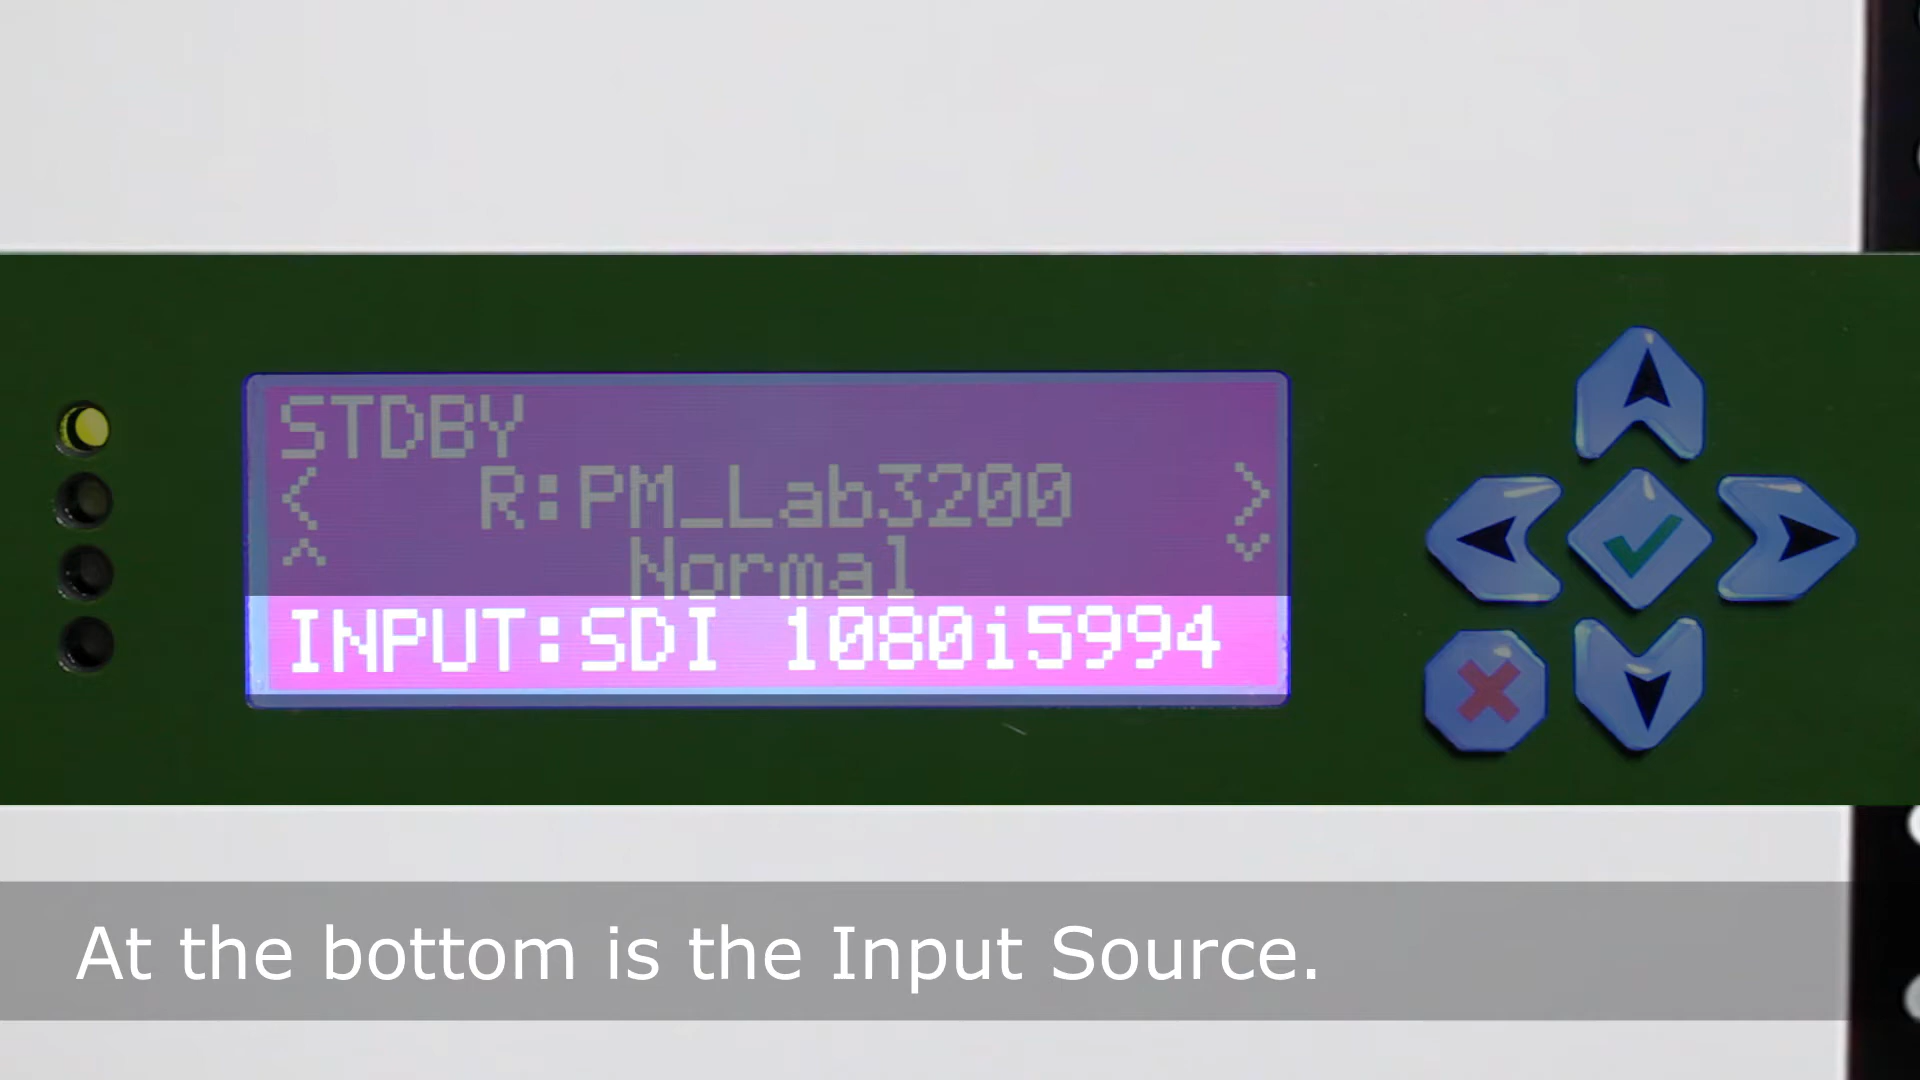 STDBY
< R:PM_Lab3200 >
^ Normal v
INPUT:SDI 1080i5994
At the bottom is the Input Source.